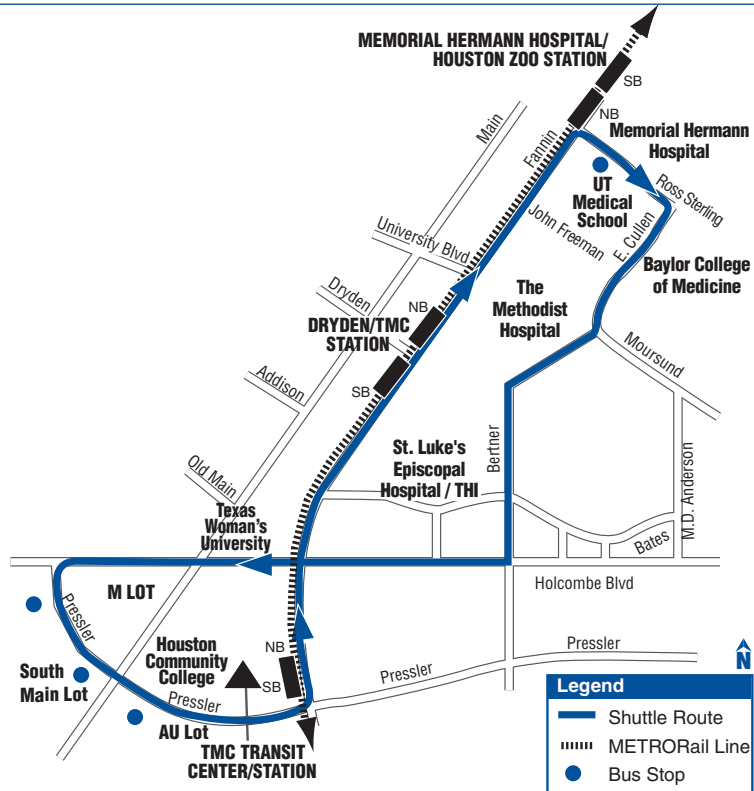 MEMORIAL HERMANN HOSPITAL/
HOUSTON ZOO STATION
SB
NB
Memorial Hermann
Hospital
Main
Fannin
UT
Medical
School
Ross Sterling
John Freeman
E. Cullen
University Blvd
Baylor College
of Medicine
Dryden
NB
The
Methodist
Hospital
DRYDEN/TMC
STATION
SB
Moursund
Addison
Bertner
St. Luke's
Episcopal
Hospital / THI
M.D. Anderson
Old Main
Texas
Woman's
University
Bates
Holcombe Blvd
M LOT
Pressler
Houston
Community
College
NB
SB
Pressler
Pressler
South
Main Lot
Pressler
AU Lot
TMC TRANSIT
CENTER/STATION
N
Legend
Shuttle Route
METRORail Line
Bus Stop